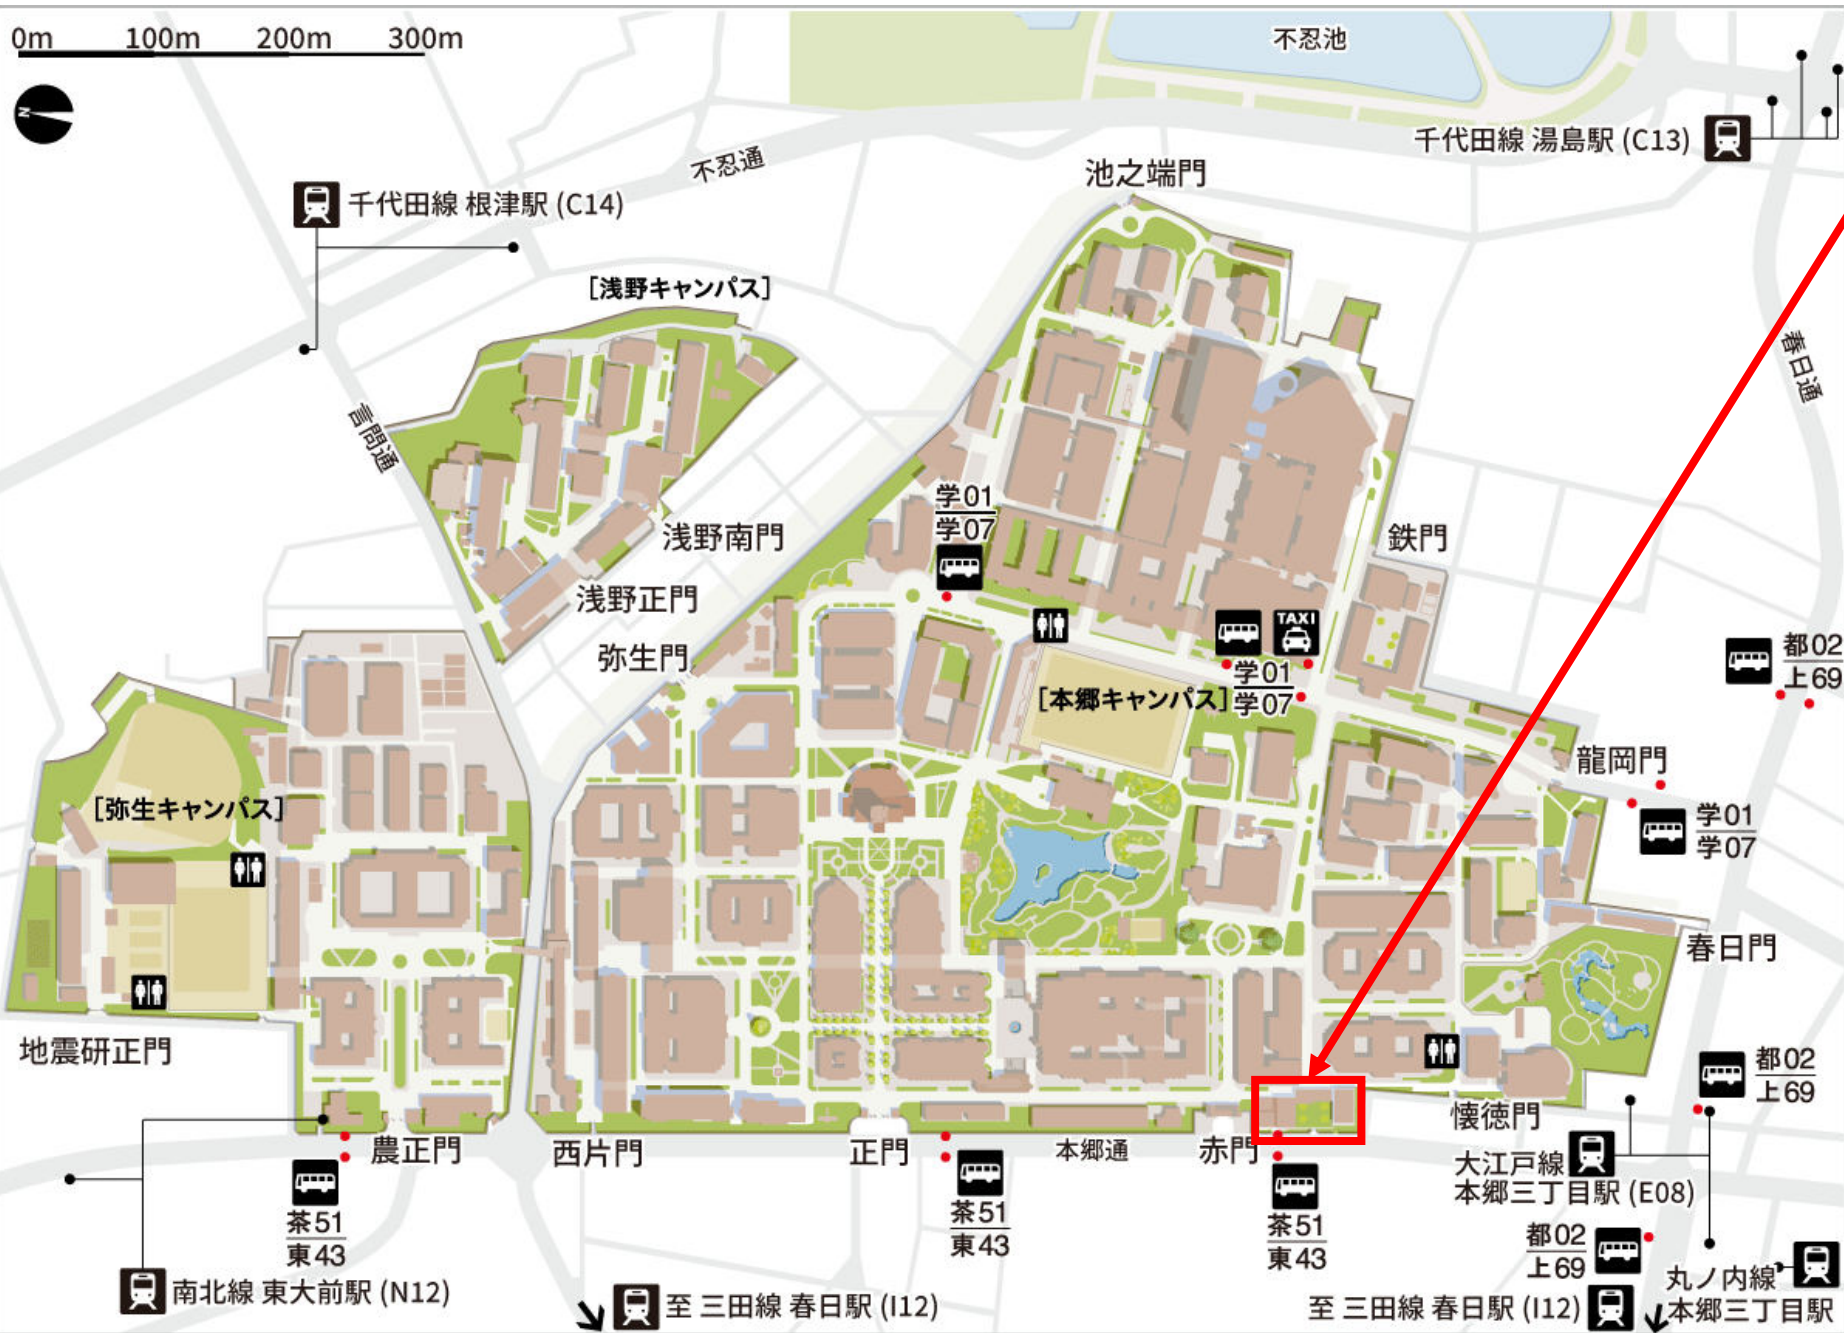 0m 100m 200m 300m
N
不忍池
千代田線 湯島駅 (C13)
不忍通
池之端門
千代田線 根津駅 (C14)
[浅野キャンパス]
春日通
言問通
学01
学07
浅野南門
鉄門
浅野正門
TAXI
弥生門
都02
上69
学01
学07
[本郷キャンパス]
龍岡門
[弥生キャンパス]
学01
学07
春日門
地震研正門
都02
上69
懐徳門
農正門
西片門
正門
本郷通
赤門
大江戸線
本郷三丁目駅 (E08)
茶51
東43
茶51
東43
茶51
東43
都02
上69
南北線 東大前駅 (N12)
至 三田線 春日駅 (I12)
至 三田線 春日駅 (I12)
丸ノ内線
本郷三丁目駅